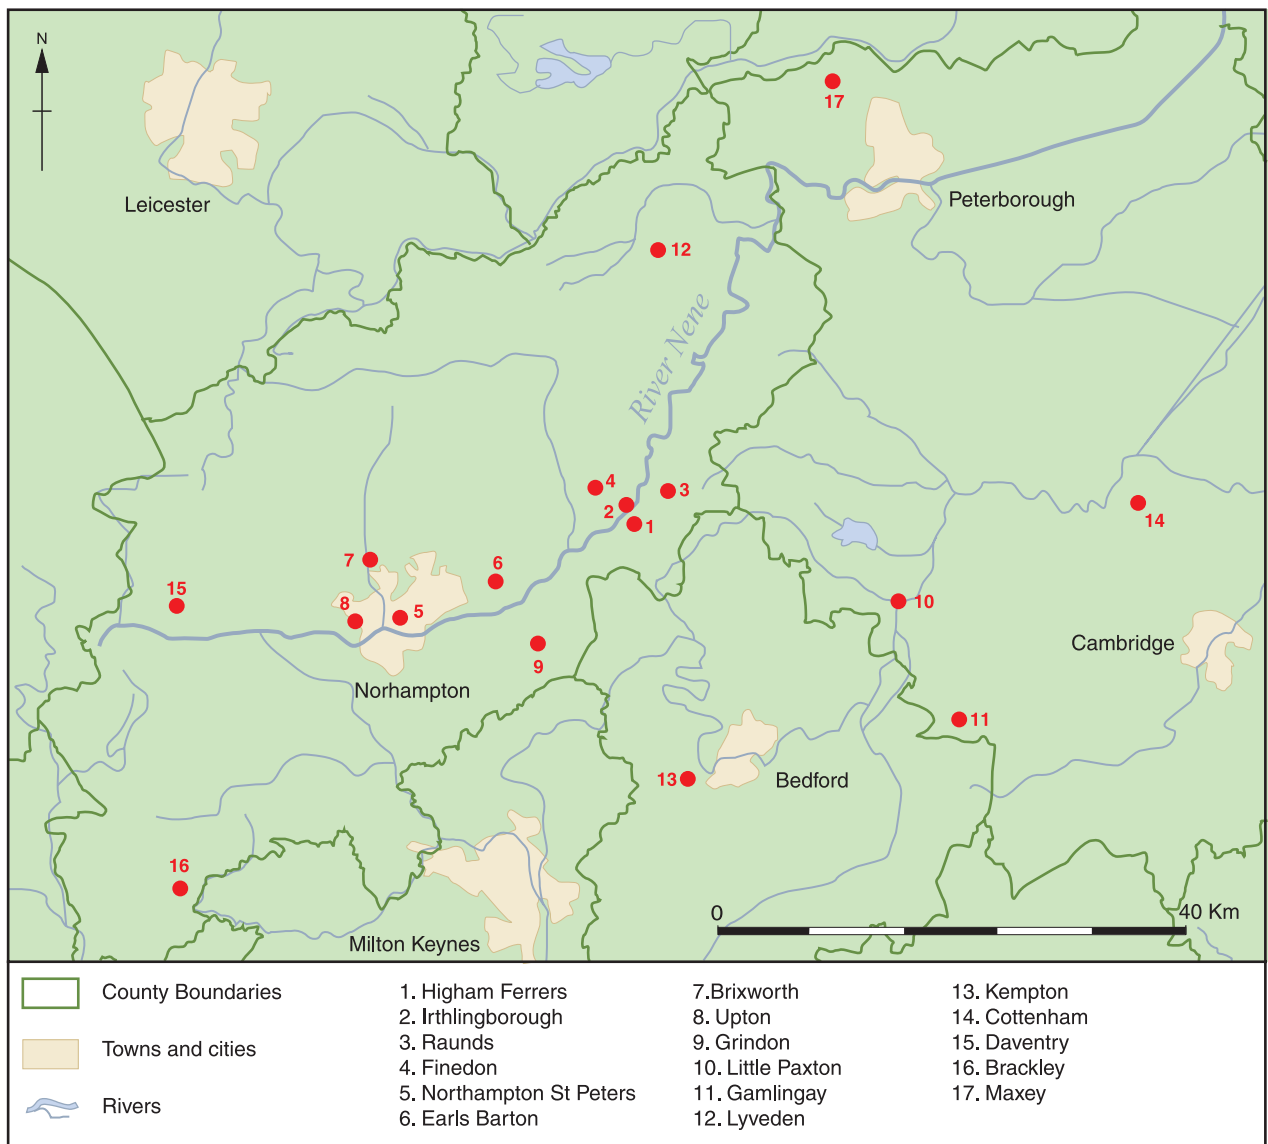 N
17
Leicester
Peterborough
12
River Nene
4
3
2
1
14
7
6
15
8
5
10
9
Cambridge
Norhampton
11
13
Bedford
16
0
40 Km
Milton Keynes
County Boundaries
Towns and cities
Rivers
1. Higham Ferrers
2. Irthlingborough
3. Raunds
4. Finedon
5. Northampton St Peters
6. Earls Barton
7.Brixworth
8. Upton
9. Grindon
10. Little Paxton
11. Gamlingay
12. Lyveden
13. Kempton
14. Cottenham
15. Daventry
16. Brackley
17. Maxey